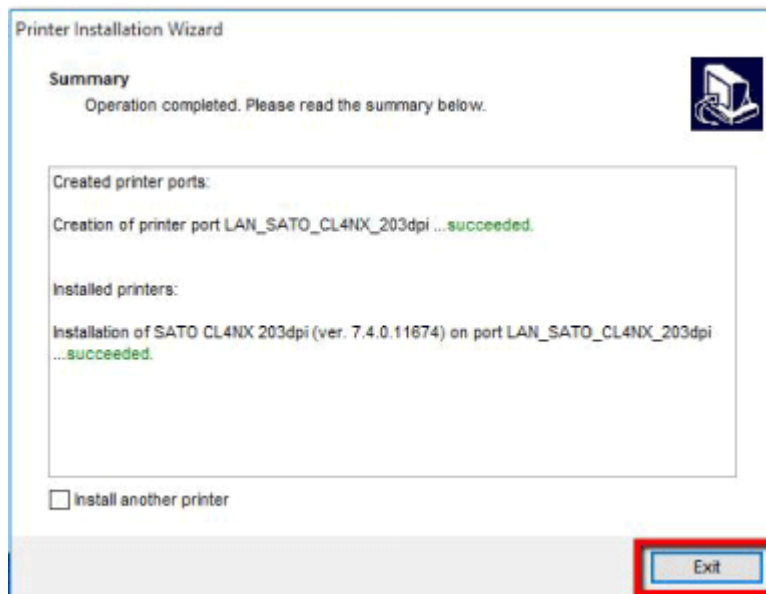 Printer Installation Wizard
Summary
Operation completed. Please read the summary below.
Created printer ports:
Creation of printer port LAN_SATO_CL4NX_203dpi ...succeeded.
Installed printers:
Installation of SATO CL4NX 203dpi (ver. 7.4.0.11674) on port LAN_SATO_CL4NX_203dpi
...succeeded.
Install another printer
Exit